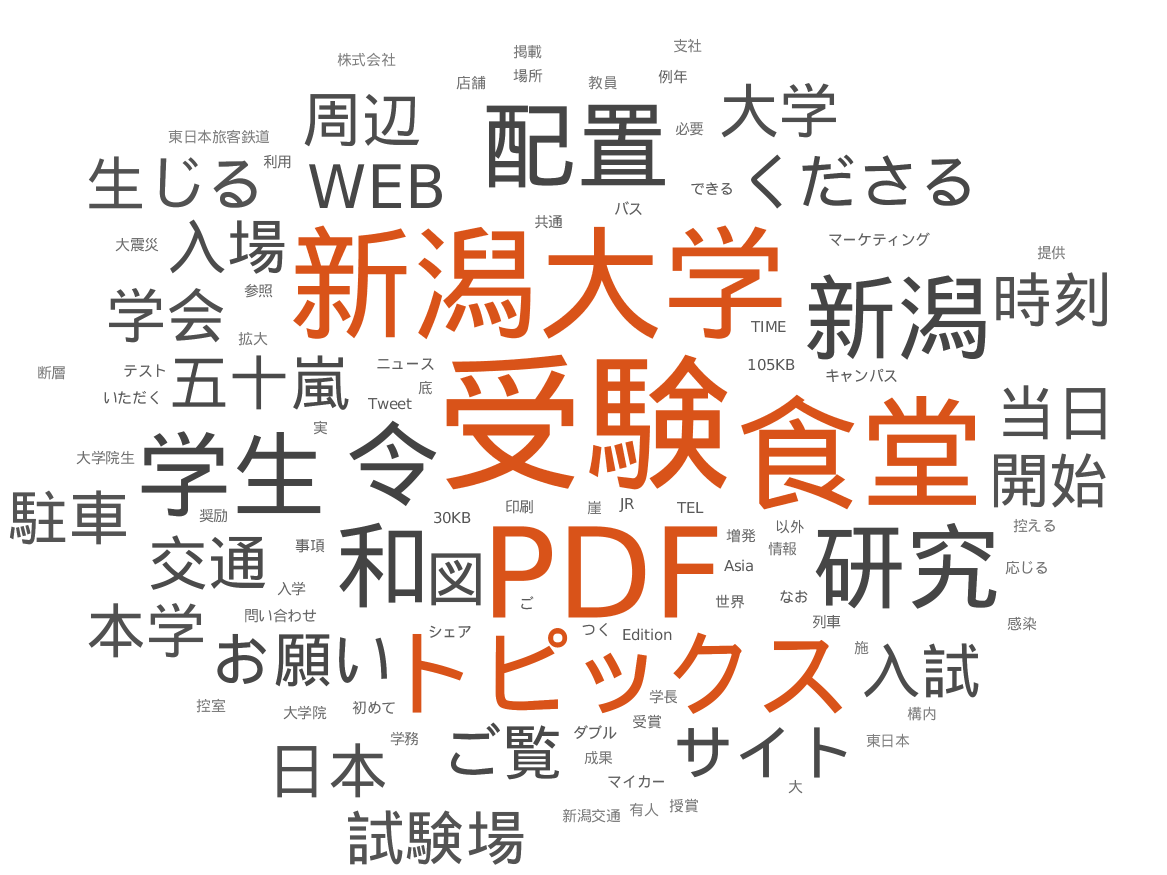 支社
掲載
株式会社
場所
例年
店舗
教員
大学
周辺
配置
必要
東日本旅客鉄道
利用
生じる
WEB
できる
くださる
バス
共通
大震災
入場
新潟大学
マーケティング
提供
参照
学会
新潟
時刻
TIME
拡大
ニュース
105KB
断層
テスト
五十嵐
底
キャンパス
いただく
Tweet
受験
食堂
当日
実
大学院生
学生
令
開始
駐車
奨励
30KB
印刷
崖
JR
TEL
増発
以外
控える
交通
事項
和
図
PDF
情報
研究
Asia
応じる
入学
ご
世界
なお
問い合わせ
本学
シェア
つく
Edition
列車
感染
お願い
トピックス
施
入試
控室
大学院
初めて
学長
受賞
構内
学務
ご覧
ダブル
サイト
東日本
日本
成果
マイカー
大
試験場
新潟交通
有人
授賞